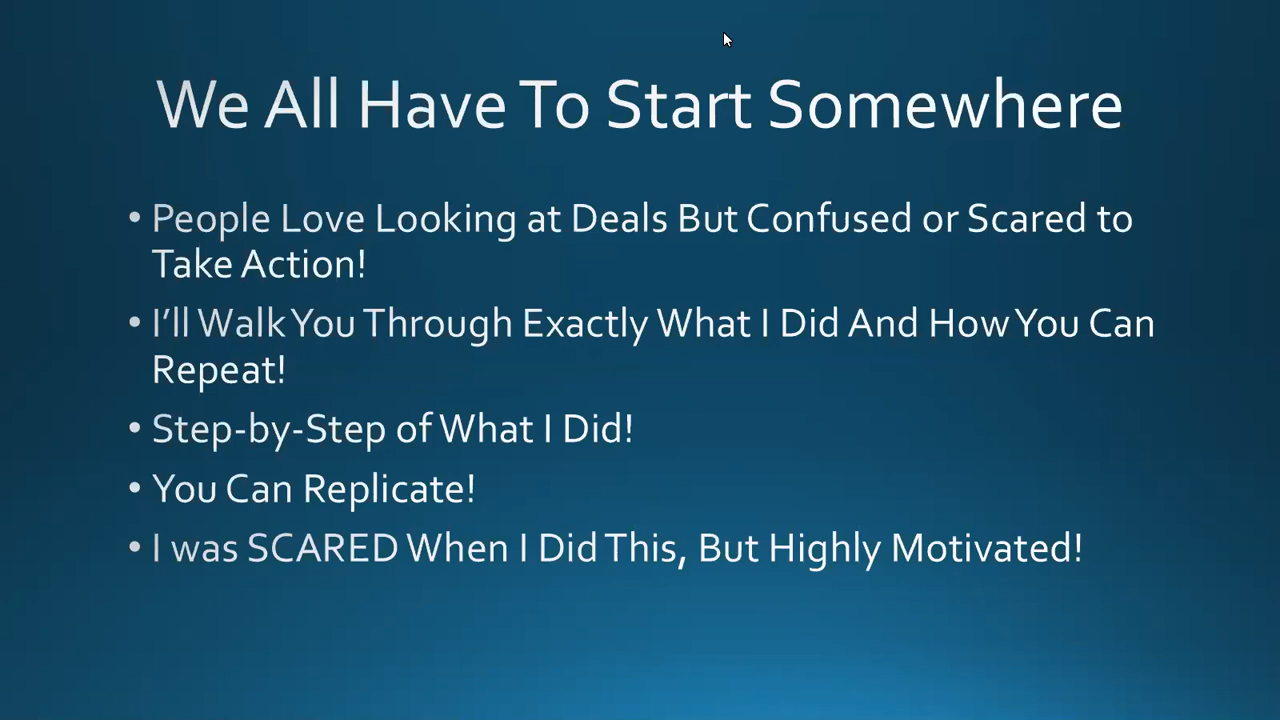 We All Have To Start Somewhere
• People Love Looking at Deals But Confused or Scared to
Take Action!
• I’ll Walk You Through Exactly What I Did And How You Can
Repeat!
• Step-by-Step of What I Did!
• You Can Replicate!
• I was SCARED When I Did This, But Highly Motivated!